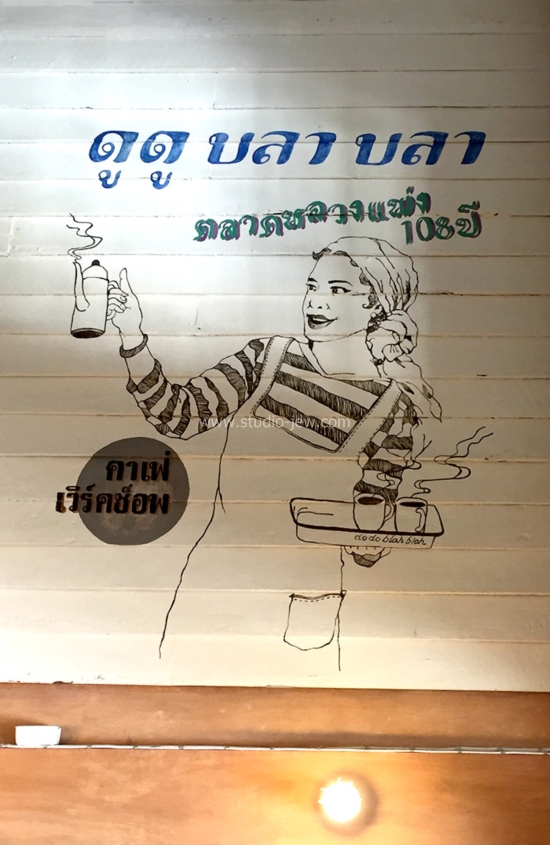 ดูดู บลา บลา
ตลาดหลวงแพ่ง
108ปี
www.studio-jew.com
คาเฟ่
เวิร์คช็อพ
dodo blah blah